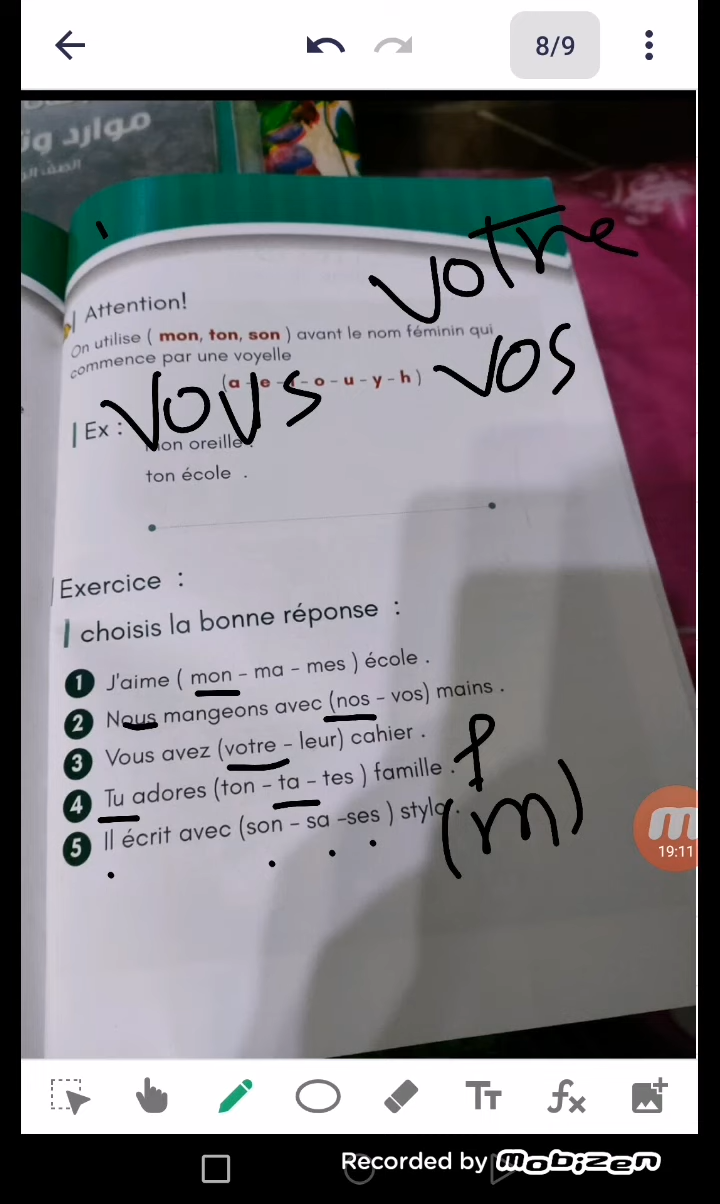 8/9
موارد
Attention!
votre
On utilise ( mon, ton, son ) avant le nom féminin qui
commence par une voyelle
(a - e - i - o - u - y - h )
vos
vous
Ex :
mon oreille .
ton école .
Exercice :
choisis la bonne réponse :
1 J'aime ( mon - ma - mes ) école .
2 Nous mangeons avec (nos - vos) mains .
3 Vous avez (votre - leur) cahier .
4 Tu adores (ton - ta - tes ) famille .
f
5 Il écrit avec (son - sa -ses ) stylo .
(m)
m
19:11
TT
fx
Recorded by mobizen